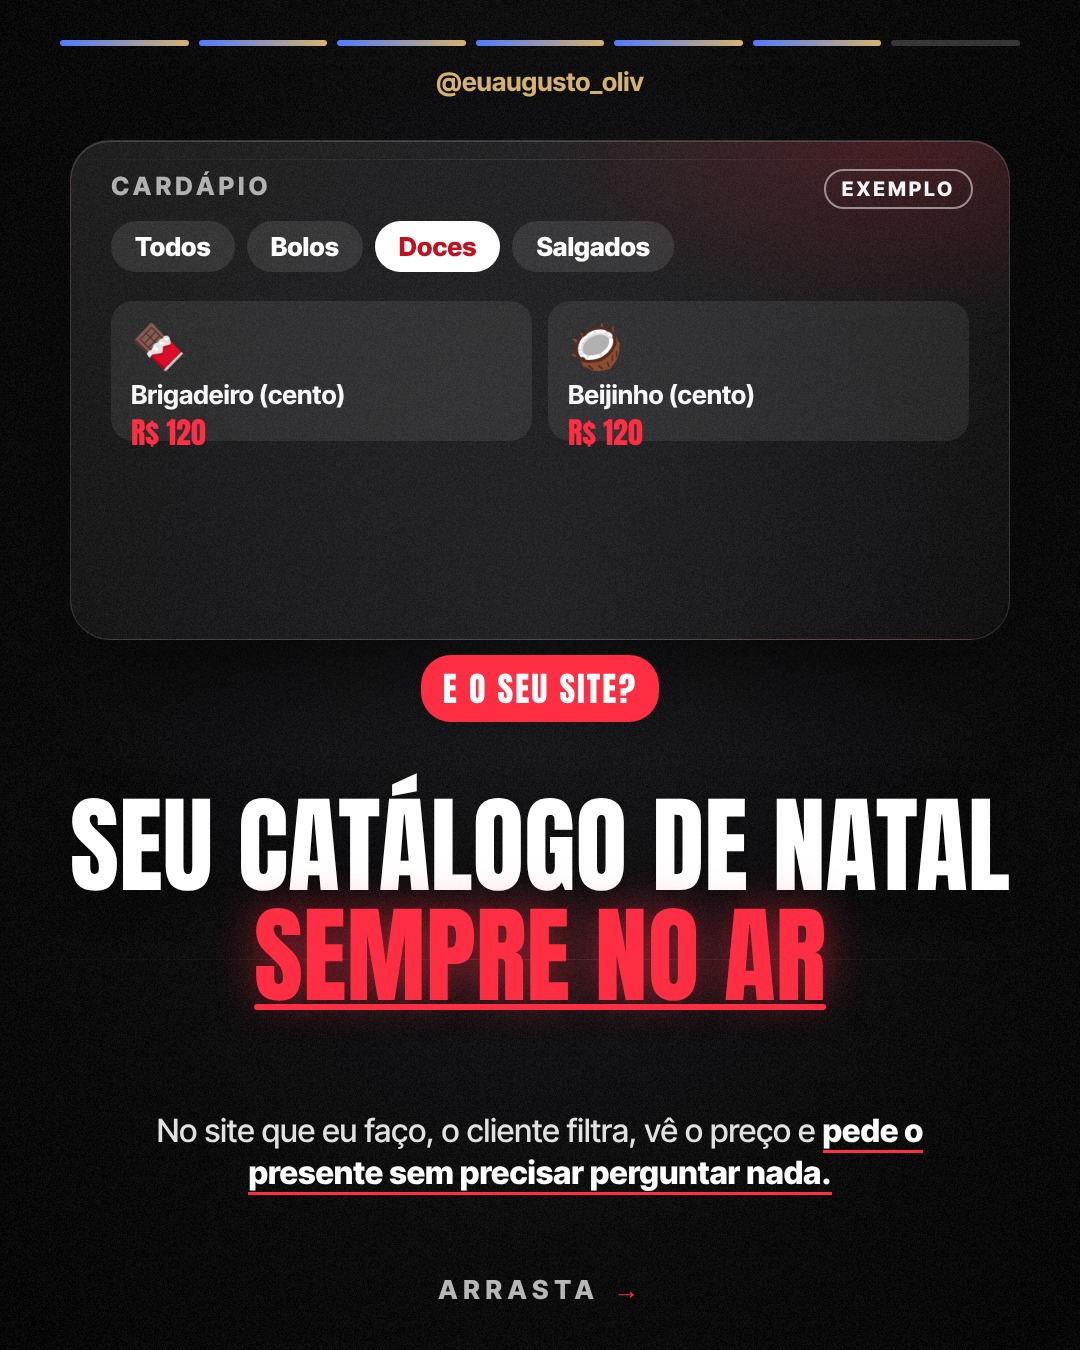 @euaugusto_oliv
CARDÁPIO
EXEMPLO
Todos Bolos Doces Salgados
Brigadeiro (cento)
R$ 120
Beijinho (cento)
R$ 120
E O SEU SITE?
SEU CATÁLOGO DE NATAL
SEMPRE NO AR
No site que eu faço, o cliente filtra, vê o preço e pede o
presente sem precisar perguntar nada.
ARRASTA →